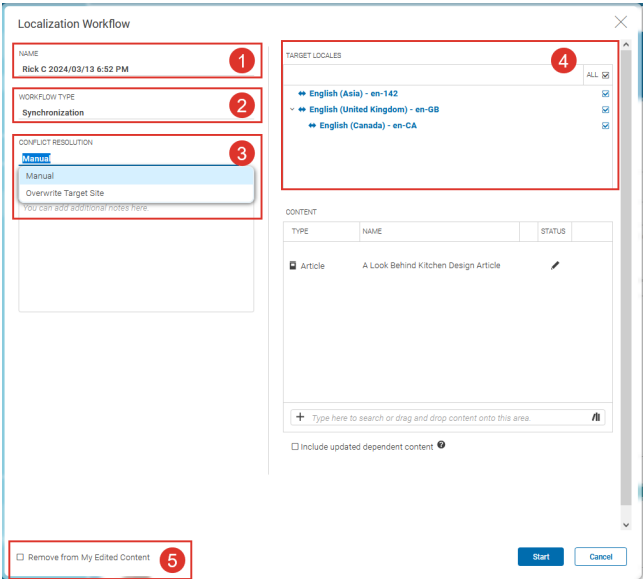 Localization Workflow
NAME
Rick C 2024/03/13 6:52 PM
1
WORKFLOW TYPE
Synchronization
2
CONFLICT RESOLUTION
Manual
3
Manual
Overwrite Target Site
You can add additional notes here.
TARGET LOCALES
4
ALL
English (Asia) - en-142
English (United Kingdom) - en-GB
English (Canada) - en-CA
CONTENT
TYPE NAME STATUS
Article A Look Behind Kitchen Design Article
Type here to search or drag and drop content onto this area.
Include updated dependent content ?
Remove from My Edited Content
5
Start Cancel